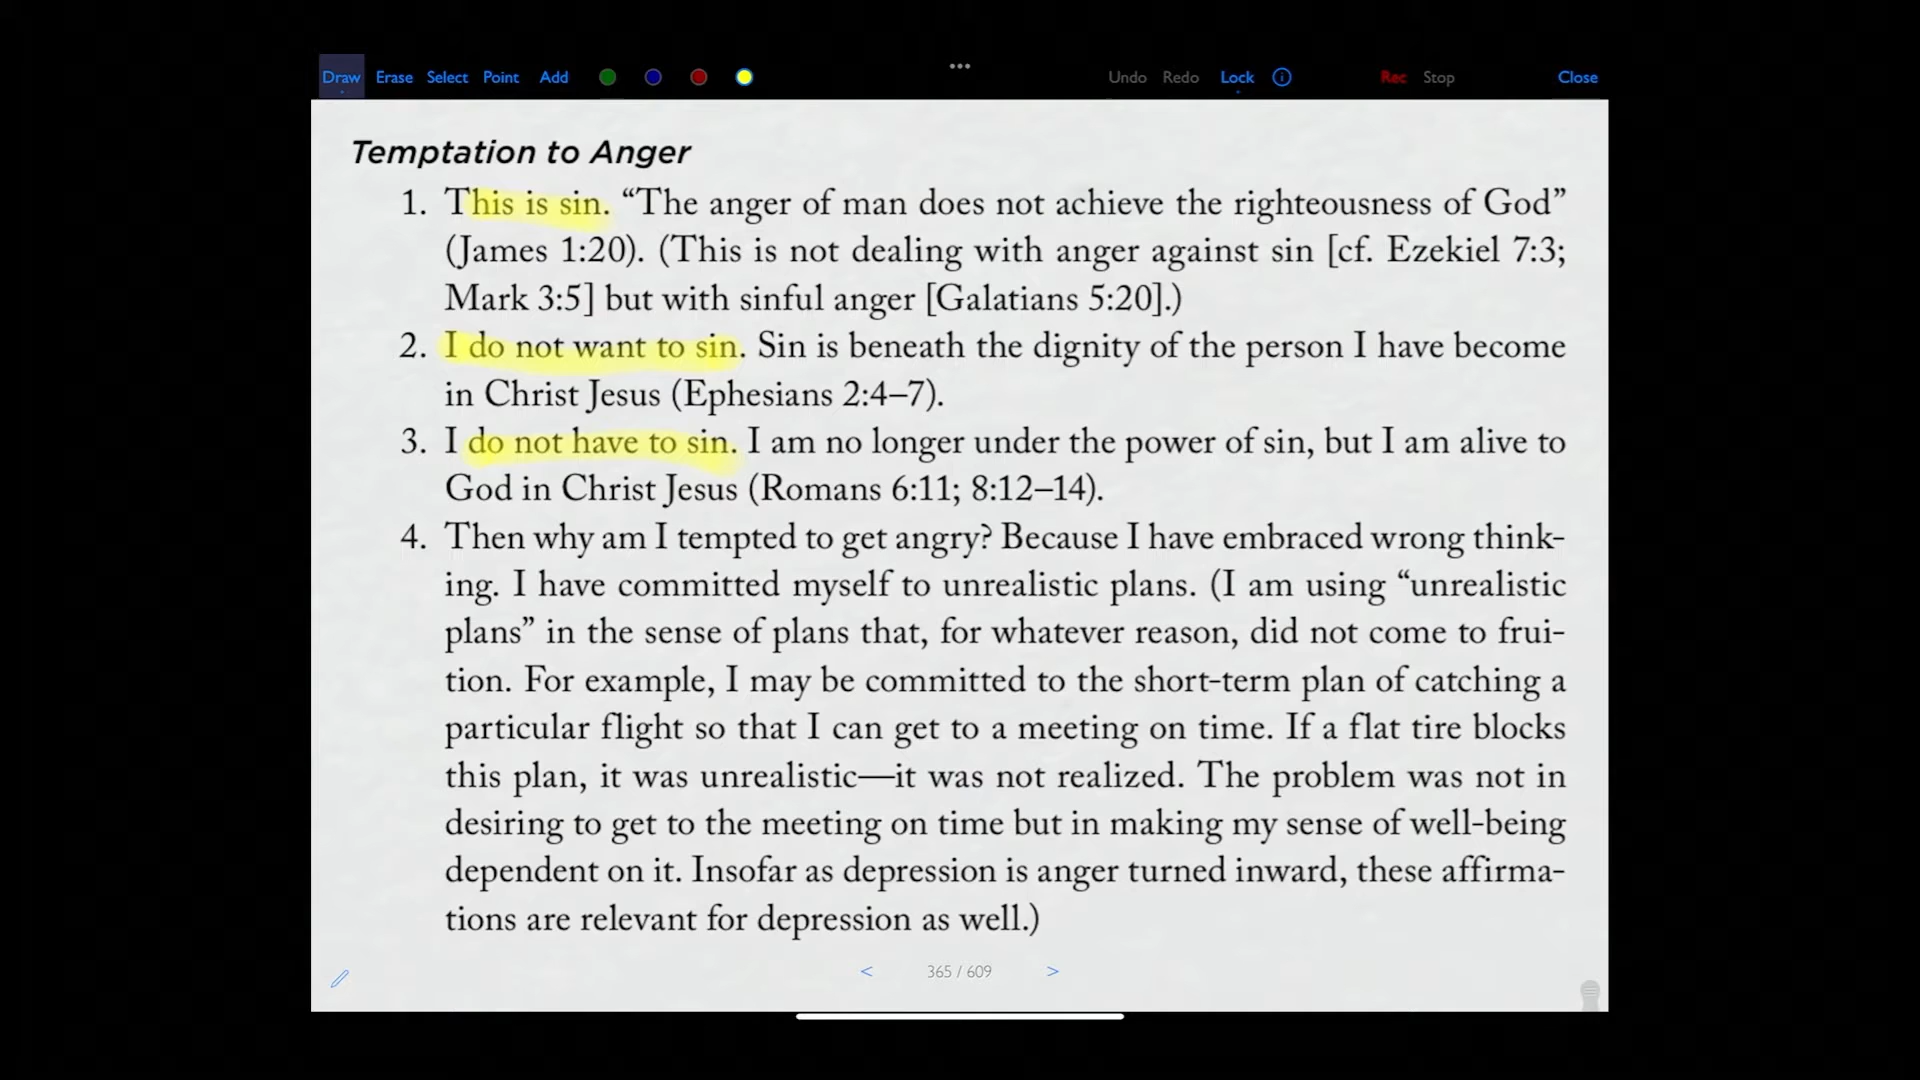 Draw Erase Select Point Add ••• Undo Redo Lock Rec Stop Close
Temptation to Anger
1. This is sin. “The anger of man does not achieve the righteousness of God”
(James 1:20). (This is not dealing with anger against sin [cf. Ezekiel 7:3;
Mark 3:5] but with sinful anger [Galatians 5:20].)
2. I do not want to sin. Sin is beneath the dignity of the person I have become
in Christ Jesus (Ephesians 2:4–7).
3. I do not have to sin. I am no longer under the power of sin, but I am alive to
God in Christ Jesus (Romans 6:11; 8:12–14).
4. Then why am I tempted to get angry? Because I have embraced wrong think-
ing. I have committed myself to unrealistic plans. (I am using “unrealistic
plans” in the sense of plans that, for whatever reason, did not come to frui-
tion. For example, I may be committed to the short-term plan of catching a
particular flight so that I can get to a meeting on time. If a flat tire blocks
this plan, it was unrealistic—it was not realized. The problem was not in
desiring to get to the meeting on time but in making my sense of well-being
dependent on it. Insofar as depression is anger turned inward, these affirma-
tions are relevant for depression as well.)
< 365 / 609 >